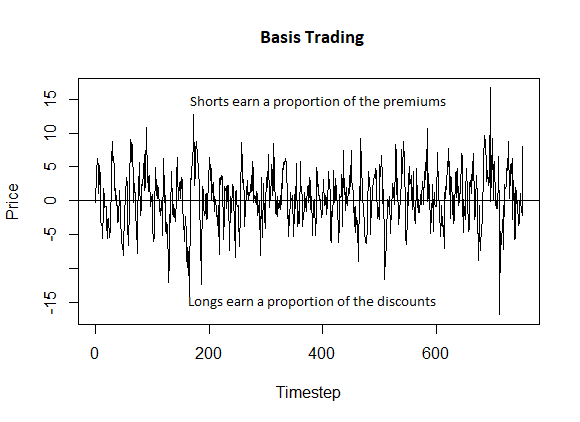 Basis Trading
Shorts earn a proportion of the premiums
Longs earn a proportion of the discounts
Price
15
10
5
0
-5
-15
0
200
400
600
Timestep